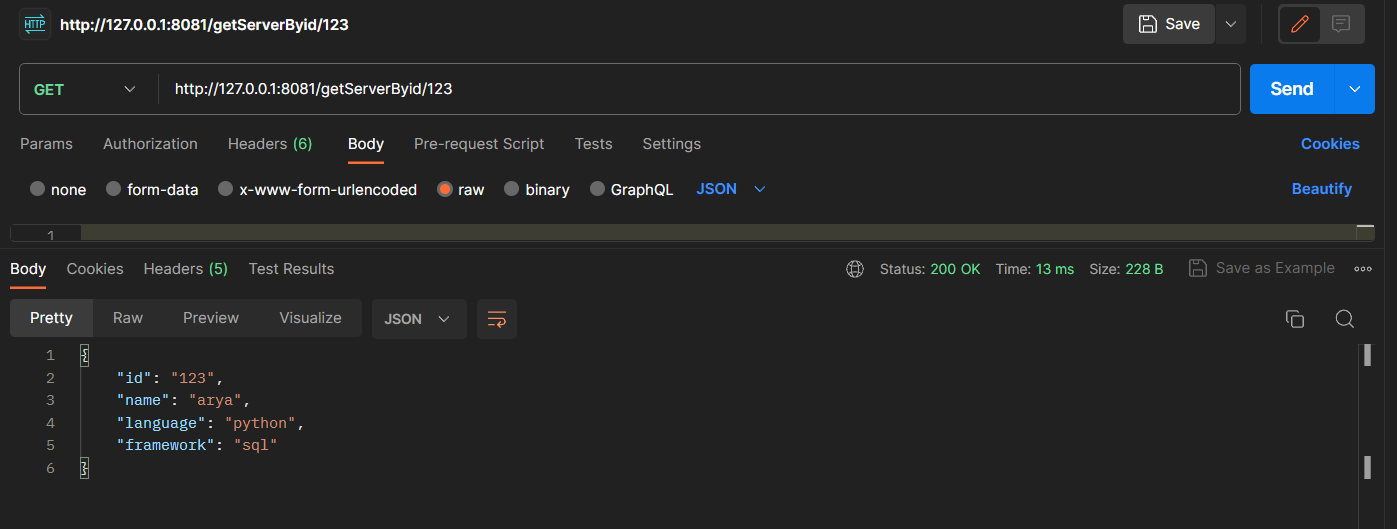 HTTP http://127.0.0.1:8081/getServerByid/123 Save
GET http://127.0.0.1:8081/getServerByid/123 Send
Params Authorization Headers (6) Body Pre-request Script Tests Settings Cookies
none form-data x-www-form-urlencoded raw binary GraphQL JSON Beautify
1
Body Cookies Headers (5) Test Results Status: 200 OK Time: 13 ms Size: 228 B Save as Example
Pretty Raw Preview Visualize JSON
1 {
2 "id": "123",
3 "name": "arya",
4 "language": "python",
5 "framework": "sql"
6 }